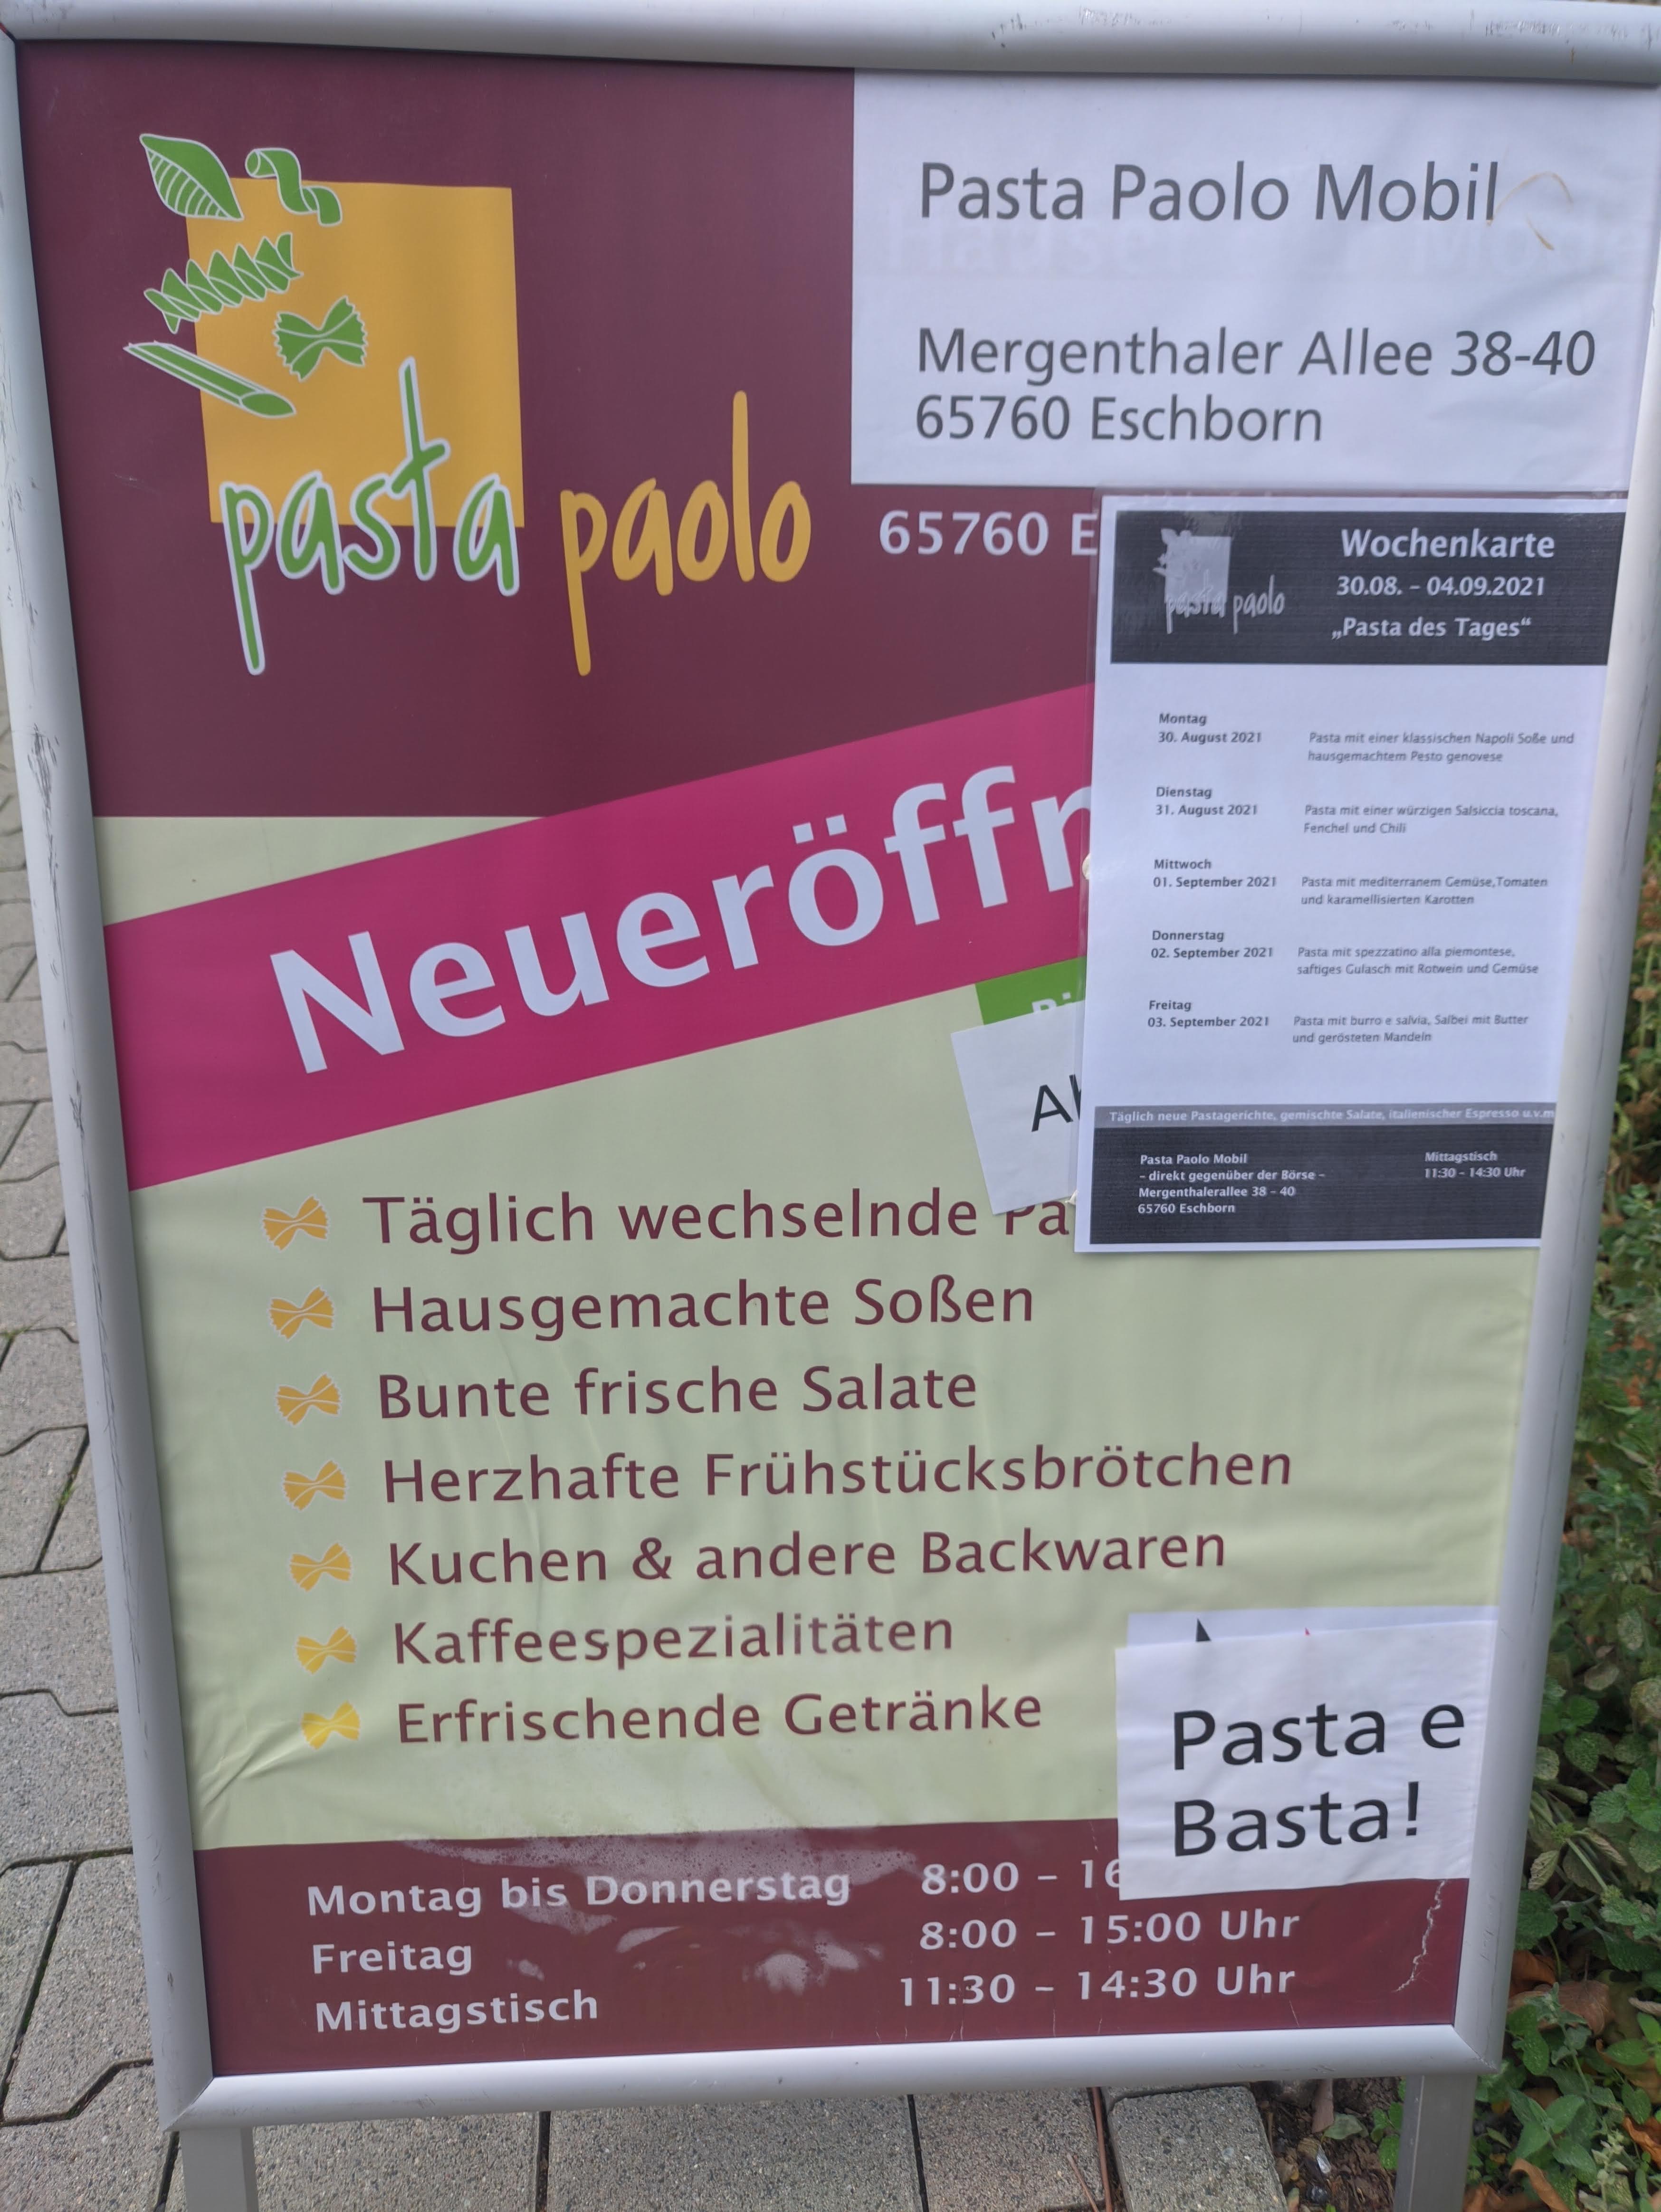 pasta paolo
Pasta Paolo Mobil
Mergenthaler Allee 38-40
65760 Eschborn
65760 E
Wochenkarte
30.08. – 04.09.2021
„Pasta des Tages“
pasta paolo
Montag
30. August 2021
Pasta mit einer klassischen Napoli Soße und
hausgemachtem Pesto genovese
Dienstag
31. August 2021
Pasta mit einer würzigen Salsiccia toscana,
Fenchel und Chili
Mittwoch
01. September 2021
Pasta mit mediterranem Gemüse,Tomaten
und karamellisierten Karotten
Donnerstag
02. September 2021
Pasta mit spezzatino alla piemontese,
saftiges Gulasch mit Rotwein und Gemüse
Freitag
03. September 2021
Pasta mit burro e salvia, Salbei mit Butter
und gerösteten Mandeln
Täglich neue Pastagerichte, gemischte Salate, italienischer Espresso u.v.m
Pasta Paolo Mobil
– direkt gegenüber der Börse –
Mergenthalerallee 38 – 40
65760 Eschborn
Mittagstisch
11:30 – 14:30 Uhr
Neueröffn
Täglich wechselnde Pa
Hausgemachte Soßen
Bunte frische Salate
Herzhafte Frühstücksbrötchen
Kuchen & andere Backwaren
Kaffeespezialitäten
Erfrischende Getränke
Pasta e
Basta!
Montag bis Donnerstag 8:00 – 16
Freitag 8:00 – 15:00 Uhr
Mittagstisch 11:30 – 14:30 Uhr